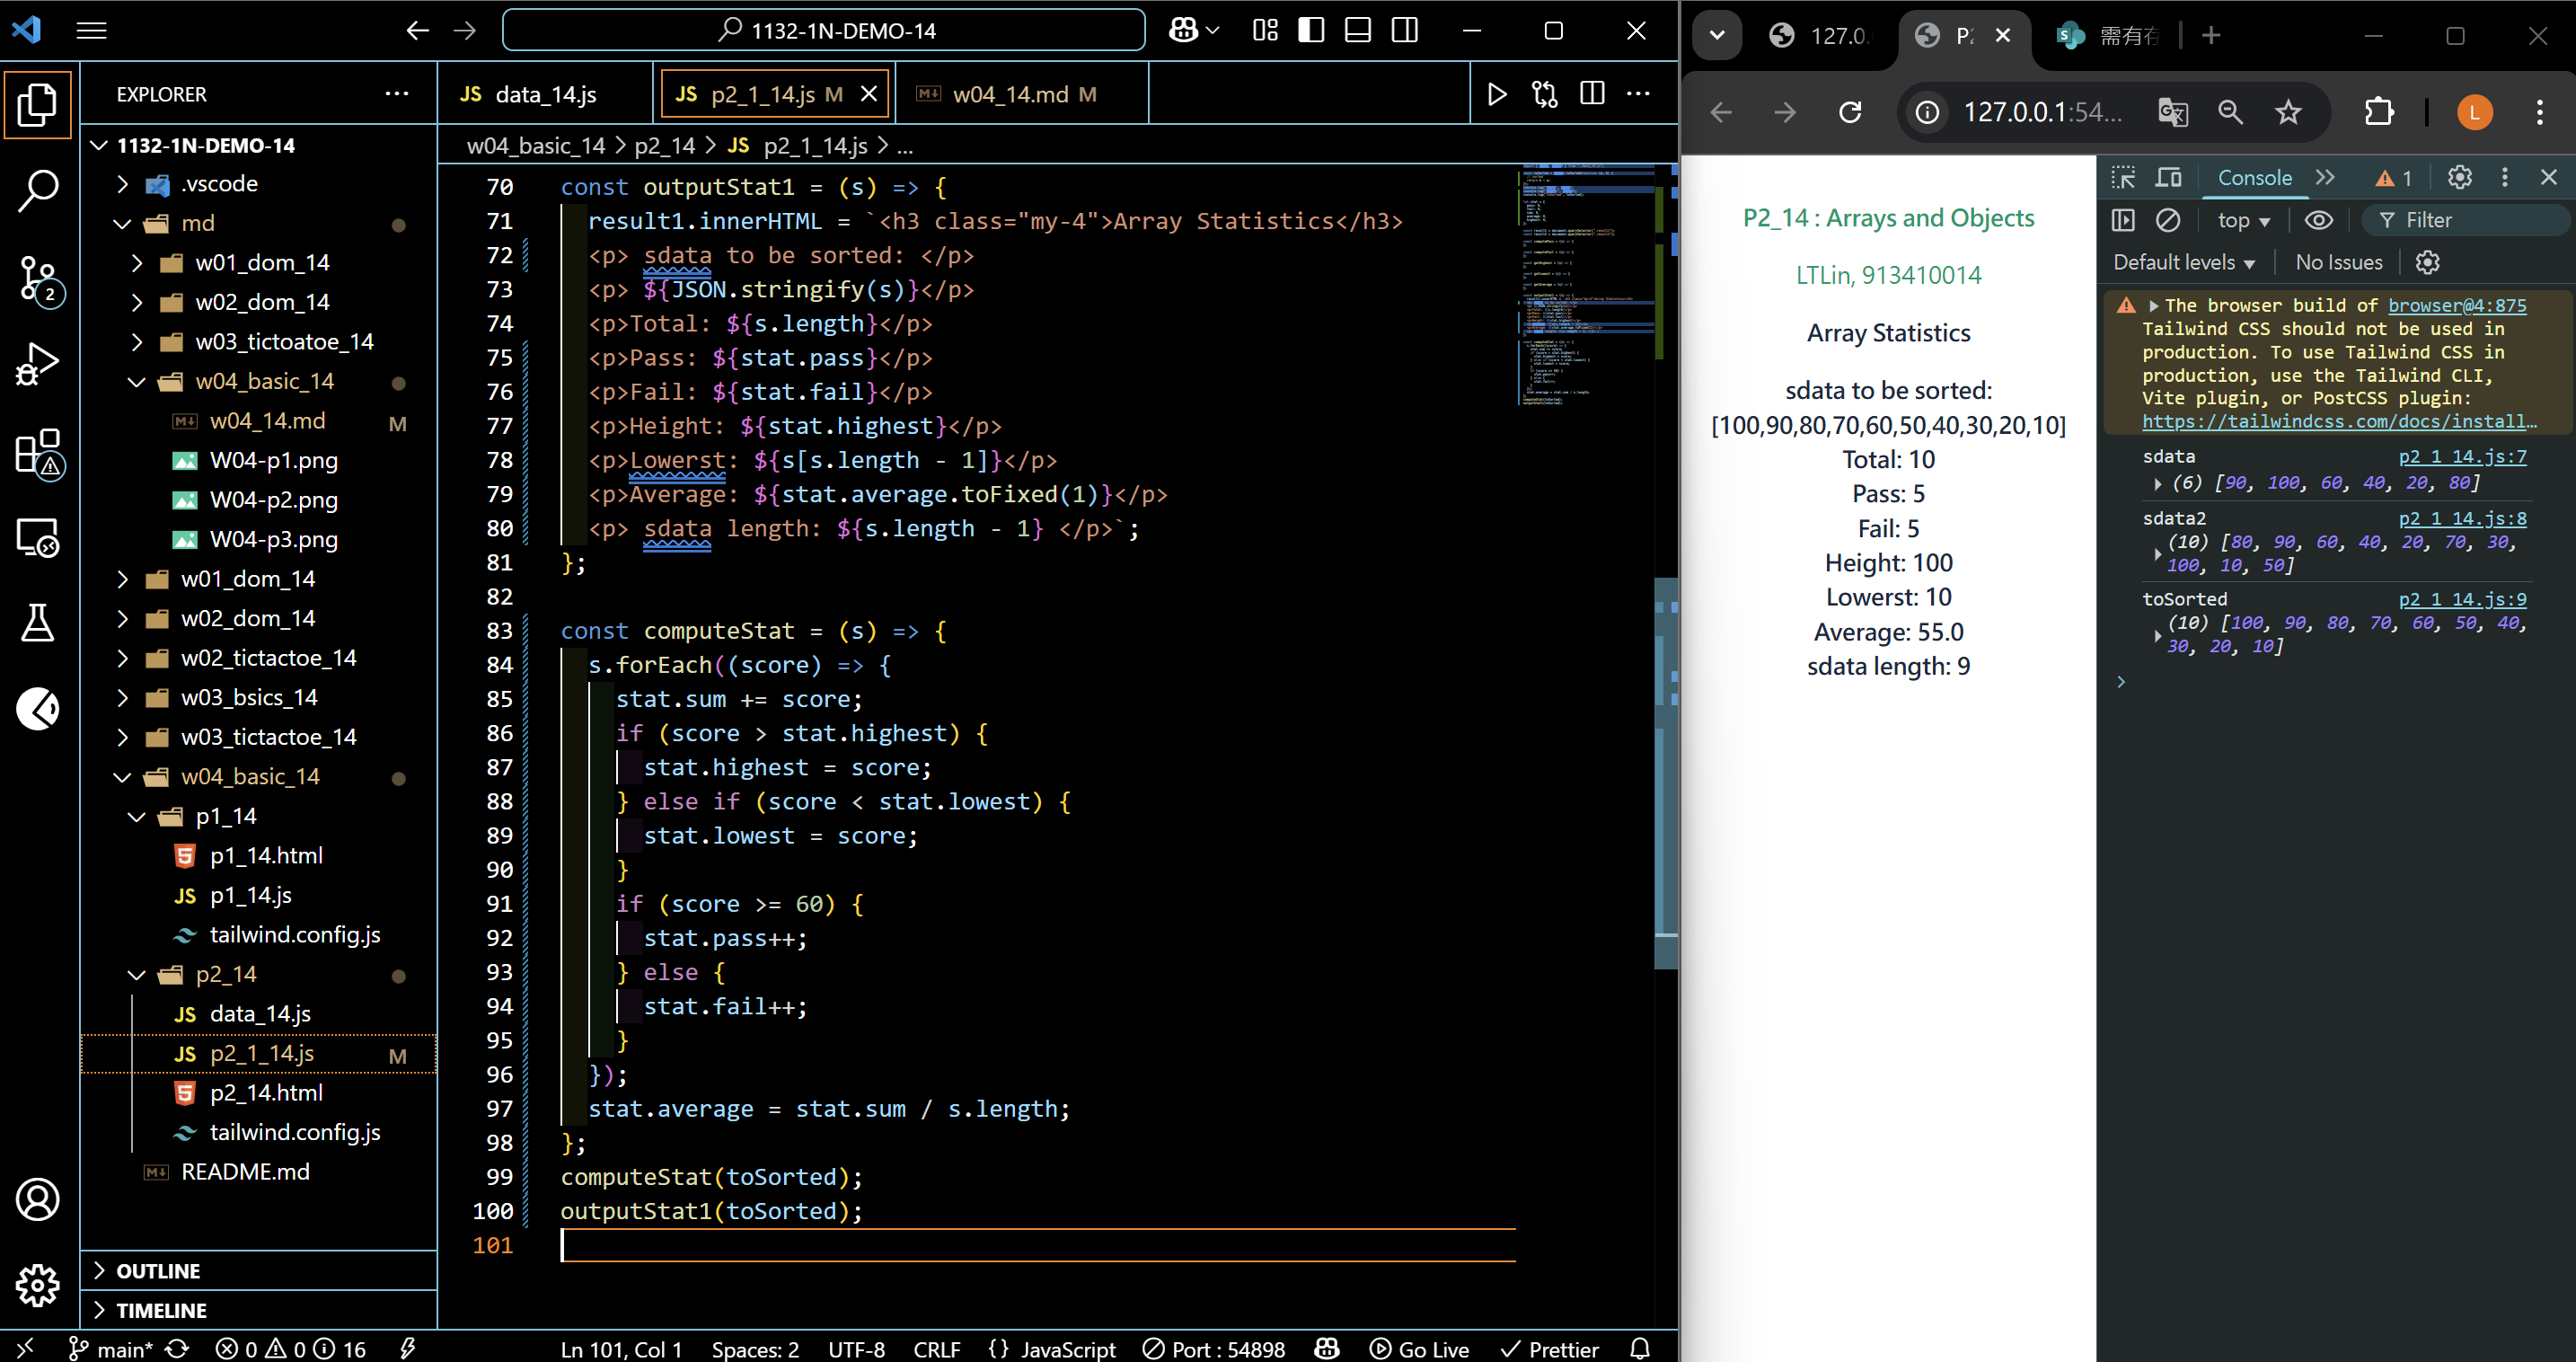 1132-1N-DEMO-14
EXPLORER
1132-1N-DEMO-14
.vscode
md
w01_dom_14
w02_dom_14
w03_tictoatoe_14
w04_basic_14
w04_14.md M
W04-p1.png
W04-p2.png
W04-p3.png
w01_dom_14
w02_dom_14
w02_tictactoe_14
w03_bsics_14
w03_tictactoe_14
w04_basic_14
p1_14
p1_14.html
JS p1_14.js
tailwind.config.js
p2_14
JS data_14.js
JS p2_1_14.js M
p2_14.html
tailwind.config.js
README.md
OUTLINE
TIMELINE
2
JS data_14.js
JS p2_1_14.js M
w04_14.md M
w04_basic_14 > p2_14 > JS p2_1_14.js > ...
70 const outputStat1 = (s) => {
71 result1.innerHTML = `<h3 class="my-4">Array Statistics</h3>
72 <p> sdata to be sorted: </p>
73 <p> ${JSON.stringify(s)}</p>
74 <p>Total: ${s.length}</p>
75 <p>Pass: ${stat.pass}</p>
76 <p>Fail: ${stat.fail}</p>
77 <p>Height: ${stat.highest}</p>
78 <p>Lowerst: ${s[s.length - 1]}</p>
79 <p>Average: ${stat.average.toFixed(1)}</p>
80 <p> sdata length: ${s.length - 1} </p>`;
81 };
82
83 const computeStat = (s) => {
84 s.forEach((score) => {
85 stat.sum += score;
86 if (score > stat.highest) {
87 stat.highest = score;
88 } else if (score < stat.lowest) {
89 stat.lowest = score;
90 }
91 if (score >= 60) {
92 stat.pass++;
93 } else {
94 stat.fail++;
95 }
96 });
97 stat.average = stat.sum / s.length;
98 };
99 computeStat(toSorted);
100 outputStat1(toSorted);
101
main* 0 0 16 Ln 101, Col 1 Spaces: 2 UTF-8 CRLF {} JavaScript Port : 54898 Go Live Prettier
127.0.
P2
需有存
127.0.0.1:54...
L
P2_14 : Arrays and Objects
LTLin, 913410014
Array Statistics
sdata to be sorted:
[100,90,80,70,60,50,40,30,20,10]
Total: 10
Pass: 5
Fail: 5
Height: 100
Lowerst: 10
Average: 55.0
sdata length: 9
Console 1
top Filter
Default levels No Issues
The browser build of browser@4:875
Tailwind CSS should not be used in
production. To use Tailwind CSS in
production, use the Tailwind CLI,
Vite plugin, or PostCSS plugin:
https://tailwindcss.com/docs/install…
sdata p2_1_14.js:7
(6) [90, 100, 60, 40, 20, 80]
sdata2 p2_1_14.js:8
(10) [80, 90, 60, 40, 20, 70, 30,
100, 10, 50]
toSorted p2_1_14.js:9
(10) [100, 90, 80, 70, 60, 50, 40,
30, 20, 10]